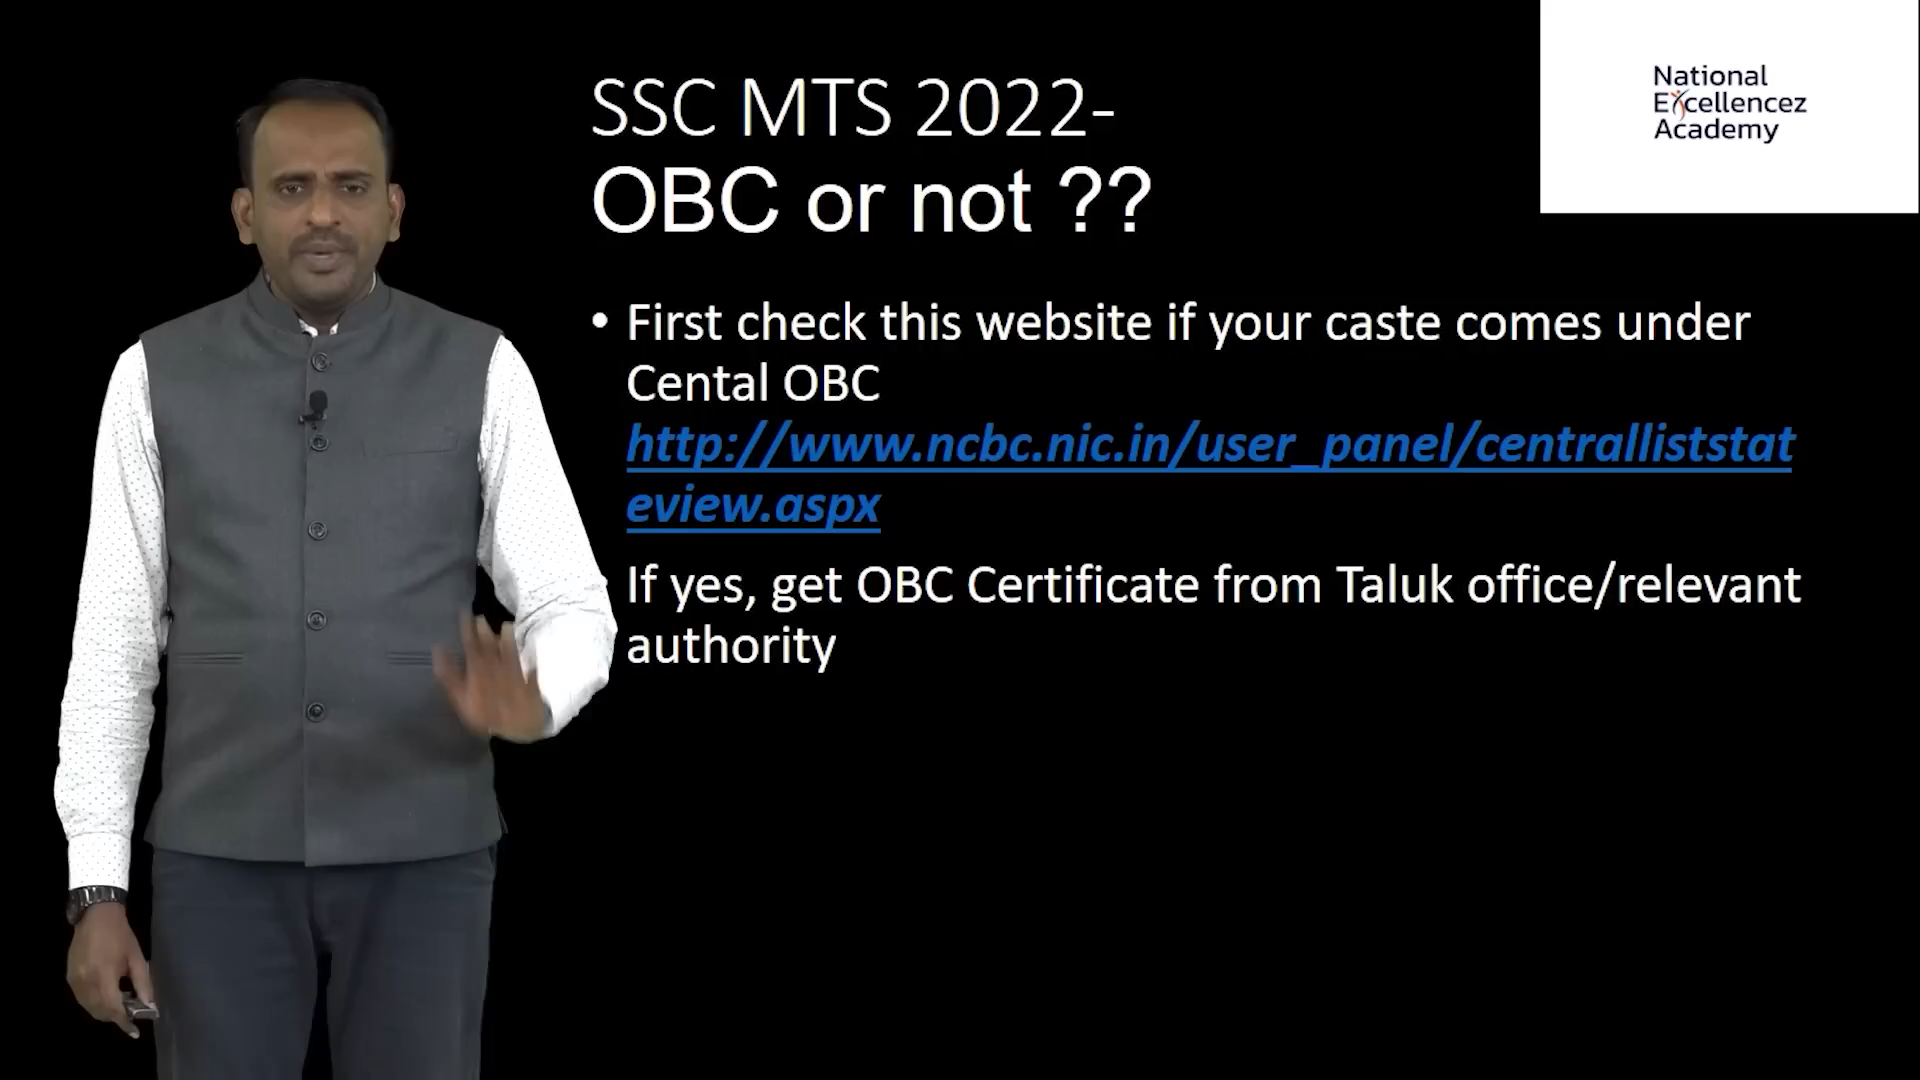 SSC MTS 2022-
OBC or not ??
National
Excellencez
Academy
• First check this website if your caste comes under
Cental OBC
http://www.ncbc.nic.in/user_panel/centralliststat
eview.aspx
If yes, get OBC Certificate from Taluk office/relevant
authority